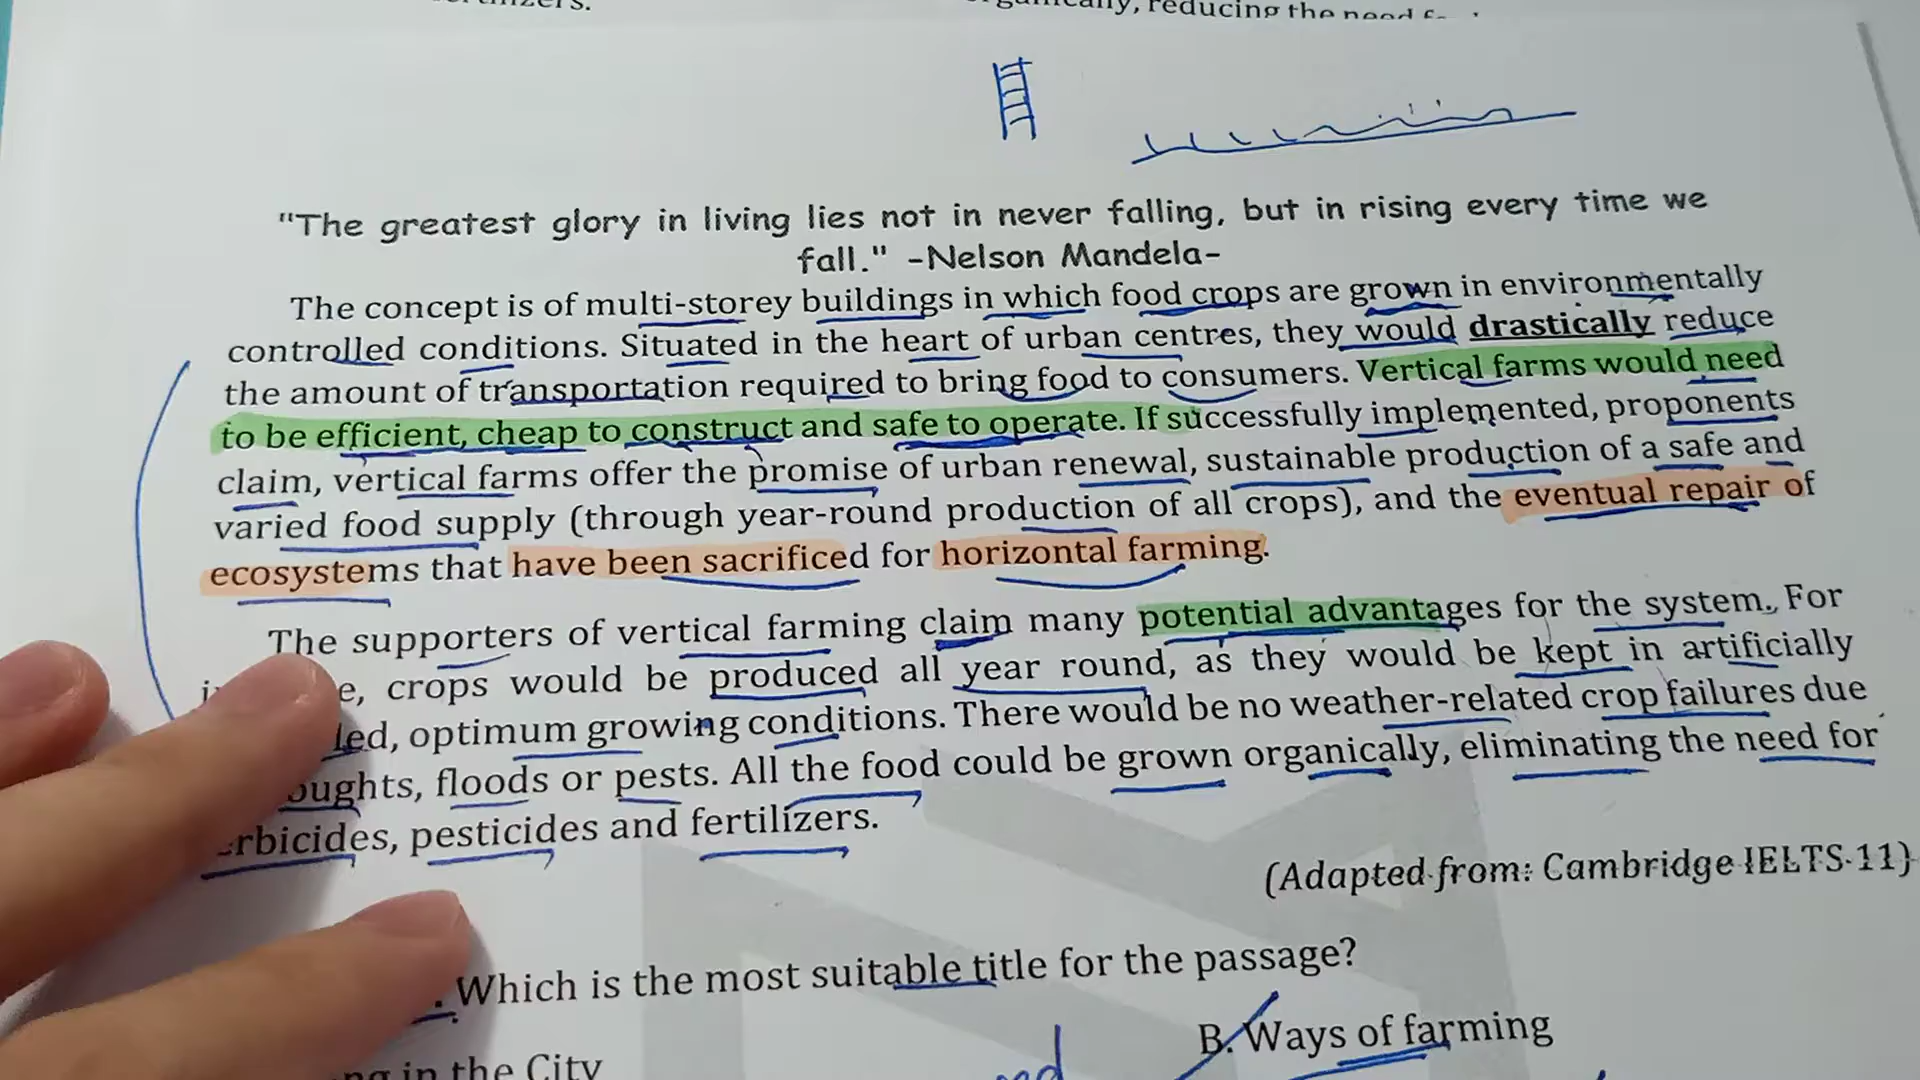 reducing the need
"The greatest glory in living lies not in never falling, but in rising every time we
fall." -Nelson Mandela-
The concept is of multi-storey buildings in which food crops are grown in environmentally
controlled conditions. Situated in the heart of urban centres, they would drastically reduce
the amount of transportation required to bring food to consumers. Vertical farms would need
to be efficient, cheap to construct and safe to operate. If successfully implemented, proponents
claim, vertical farms offer the promise of urban renewal, sustainable production of a safe and
varied food supply (through year-round production of all crops), and the eventual repair of
ecosystems that have been sacrificed for horizontal farming.
The supporters of vertical farming claim many potential advantages for the system. For
crops would be produced all year round, as they would be kept in artificially
optimum growing conditions. There would be no weather-related crop failures due
floods or pests. All the food could be grown organically, eliminating the need for
pesticides and fertilizers.
(Adapted from: Cambridge IELTS 11)
Which is the most suitable title for the passage?
B. Ways of farming
in the City